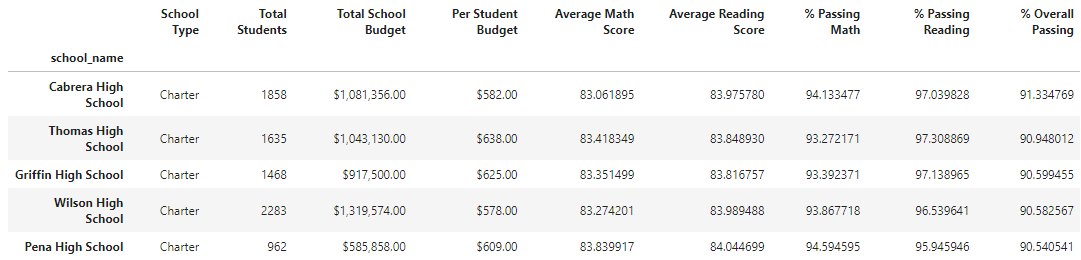 School Type Total Students Total School Budget Per Student Budget Average Math Score Average Reading Score % Passing Math % Passing Reading % Overall Passing
school_name
Cabrera High School Charter 1858 $1,081,356.00 $582.00 83.061895 83.975780 94.133477 97.039828 91.334769
Thomas High School Charter 1635 $1,043,130.00 $638.00 83.418349 83.848930 93.272171 97.308869 90.948012
Griffin High School Charter 1468 $917,500.00 $625.00 83.351499 83.816757 93.392371 97.138965 90.599455
Wilson High School Charter 2283 $1,319,574.00 $578.00 83.274201 83.989488 93.867718 96.539641 90.582567
Pena High School Charter 962 $585,858.00 $609.00 83.839917 84.044699 94.594595 95.945946 90.540541